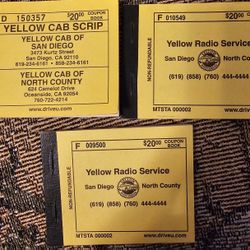 D 150357 $20.00 COUPON BOOK
YELLOW CAB SCRIP
YELLOW CAB OF
SAN DIEGO
3473 Kurtz Street
San Diego, CA 92110
619-234-6161 • 858-234-6161
YELLOW CAB OF
NORTH COUNTY
624 Camelot Drive
Oceanside, CA 92054
760-722-4214
www.driveu.com
F 010549 $20.00
NON-REFUNDABLE
Yellow Radio Service
San Diego North County
(619) (858) (760) 444-4444
MTSTA 000002 www.driveu
F 009500 $20.00 COUPON BOOK
NON-REFUNDABLE
Yellow Radio Service
San Diego North County
(619) (858) (760) 444-4444
MTSTA 000002 www.driveu.com